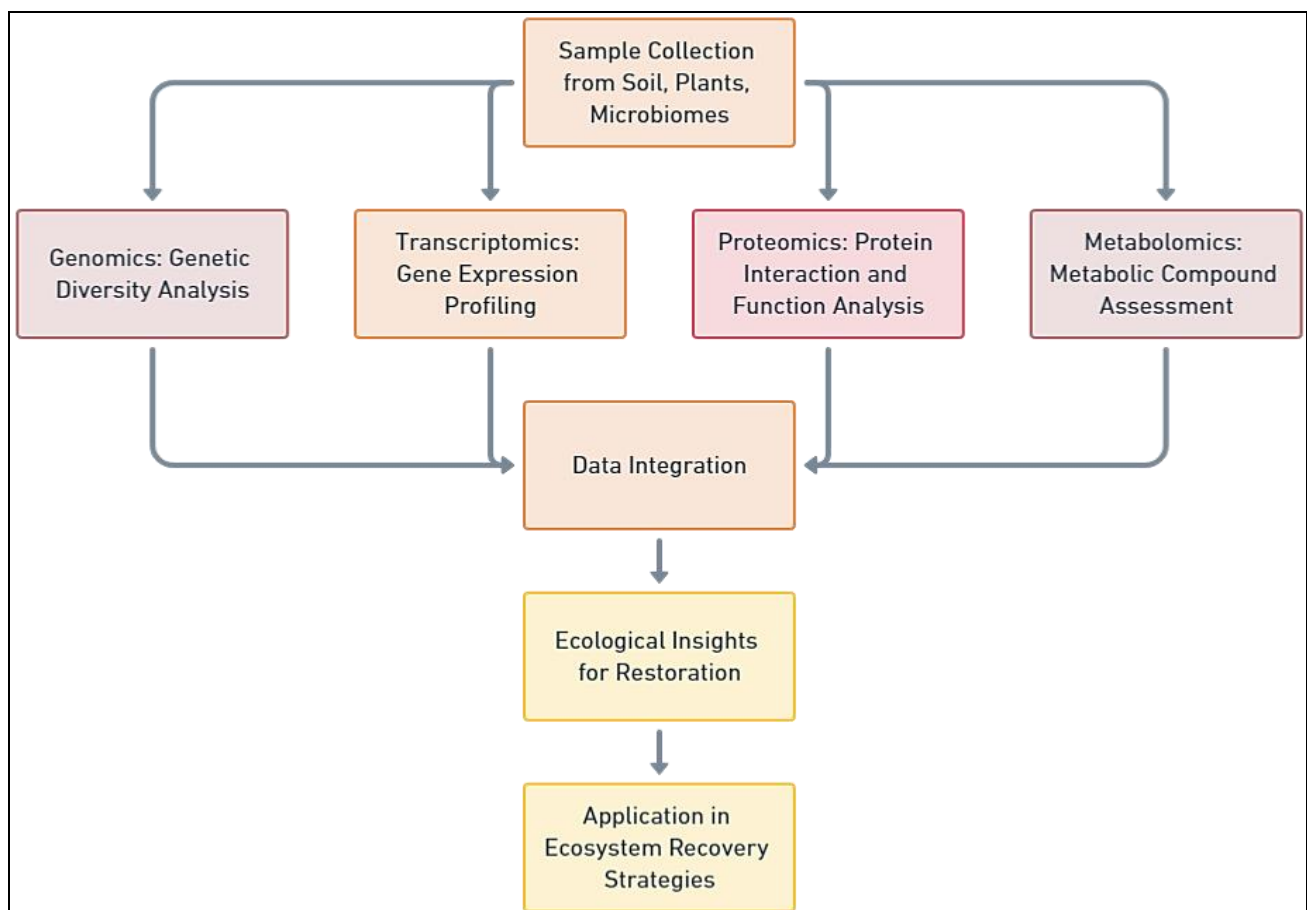 Sample Collection
from Soil, Plants,
Microbiomes
Genomics: Genetic
Diversity Analysis
Transcriptomics:
Gene Expression
Profiling
Proteomics: Protein
Interaction and
Function Analysis
Metabolomics:
Metabolic Compound
Assessment
Data Integration
Ecological Insights
for Restoration
Application in
Ecosystem Recovery
Strategies